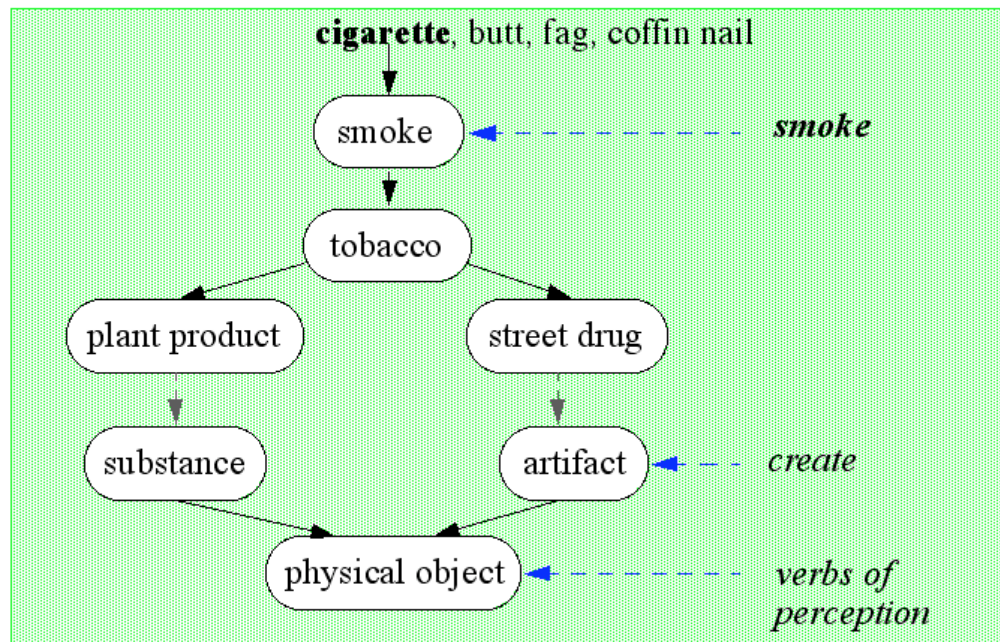 cigarette, butt, fag, coffin nail
smoke
smoke
tobacco
plant product
street drug
substance
artifact
create
physical object
verbs of
perception